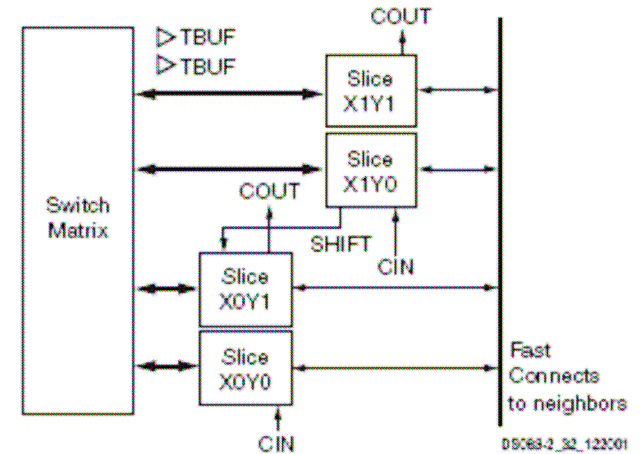 COUT
TBUF
TBUF
Slice
X1Y1
Slice
X1Y0
COUT
Switch
Matrix
SHIFT
CIN
Slice
X0Y1
Slice
X0Y0
Fast
Connects
to neighbors
CIN
DS083-2_32_122001